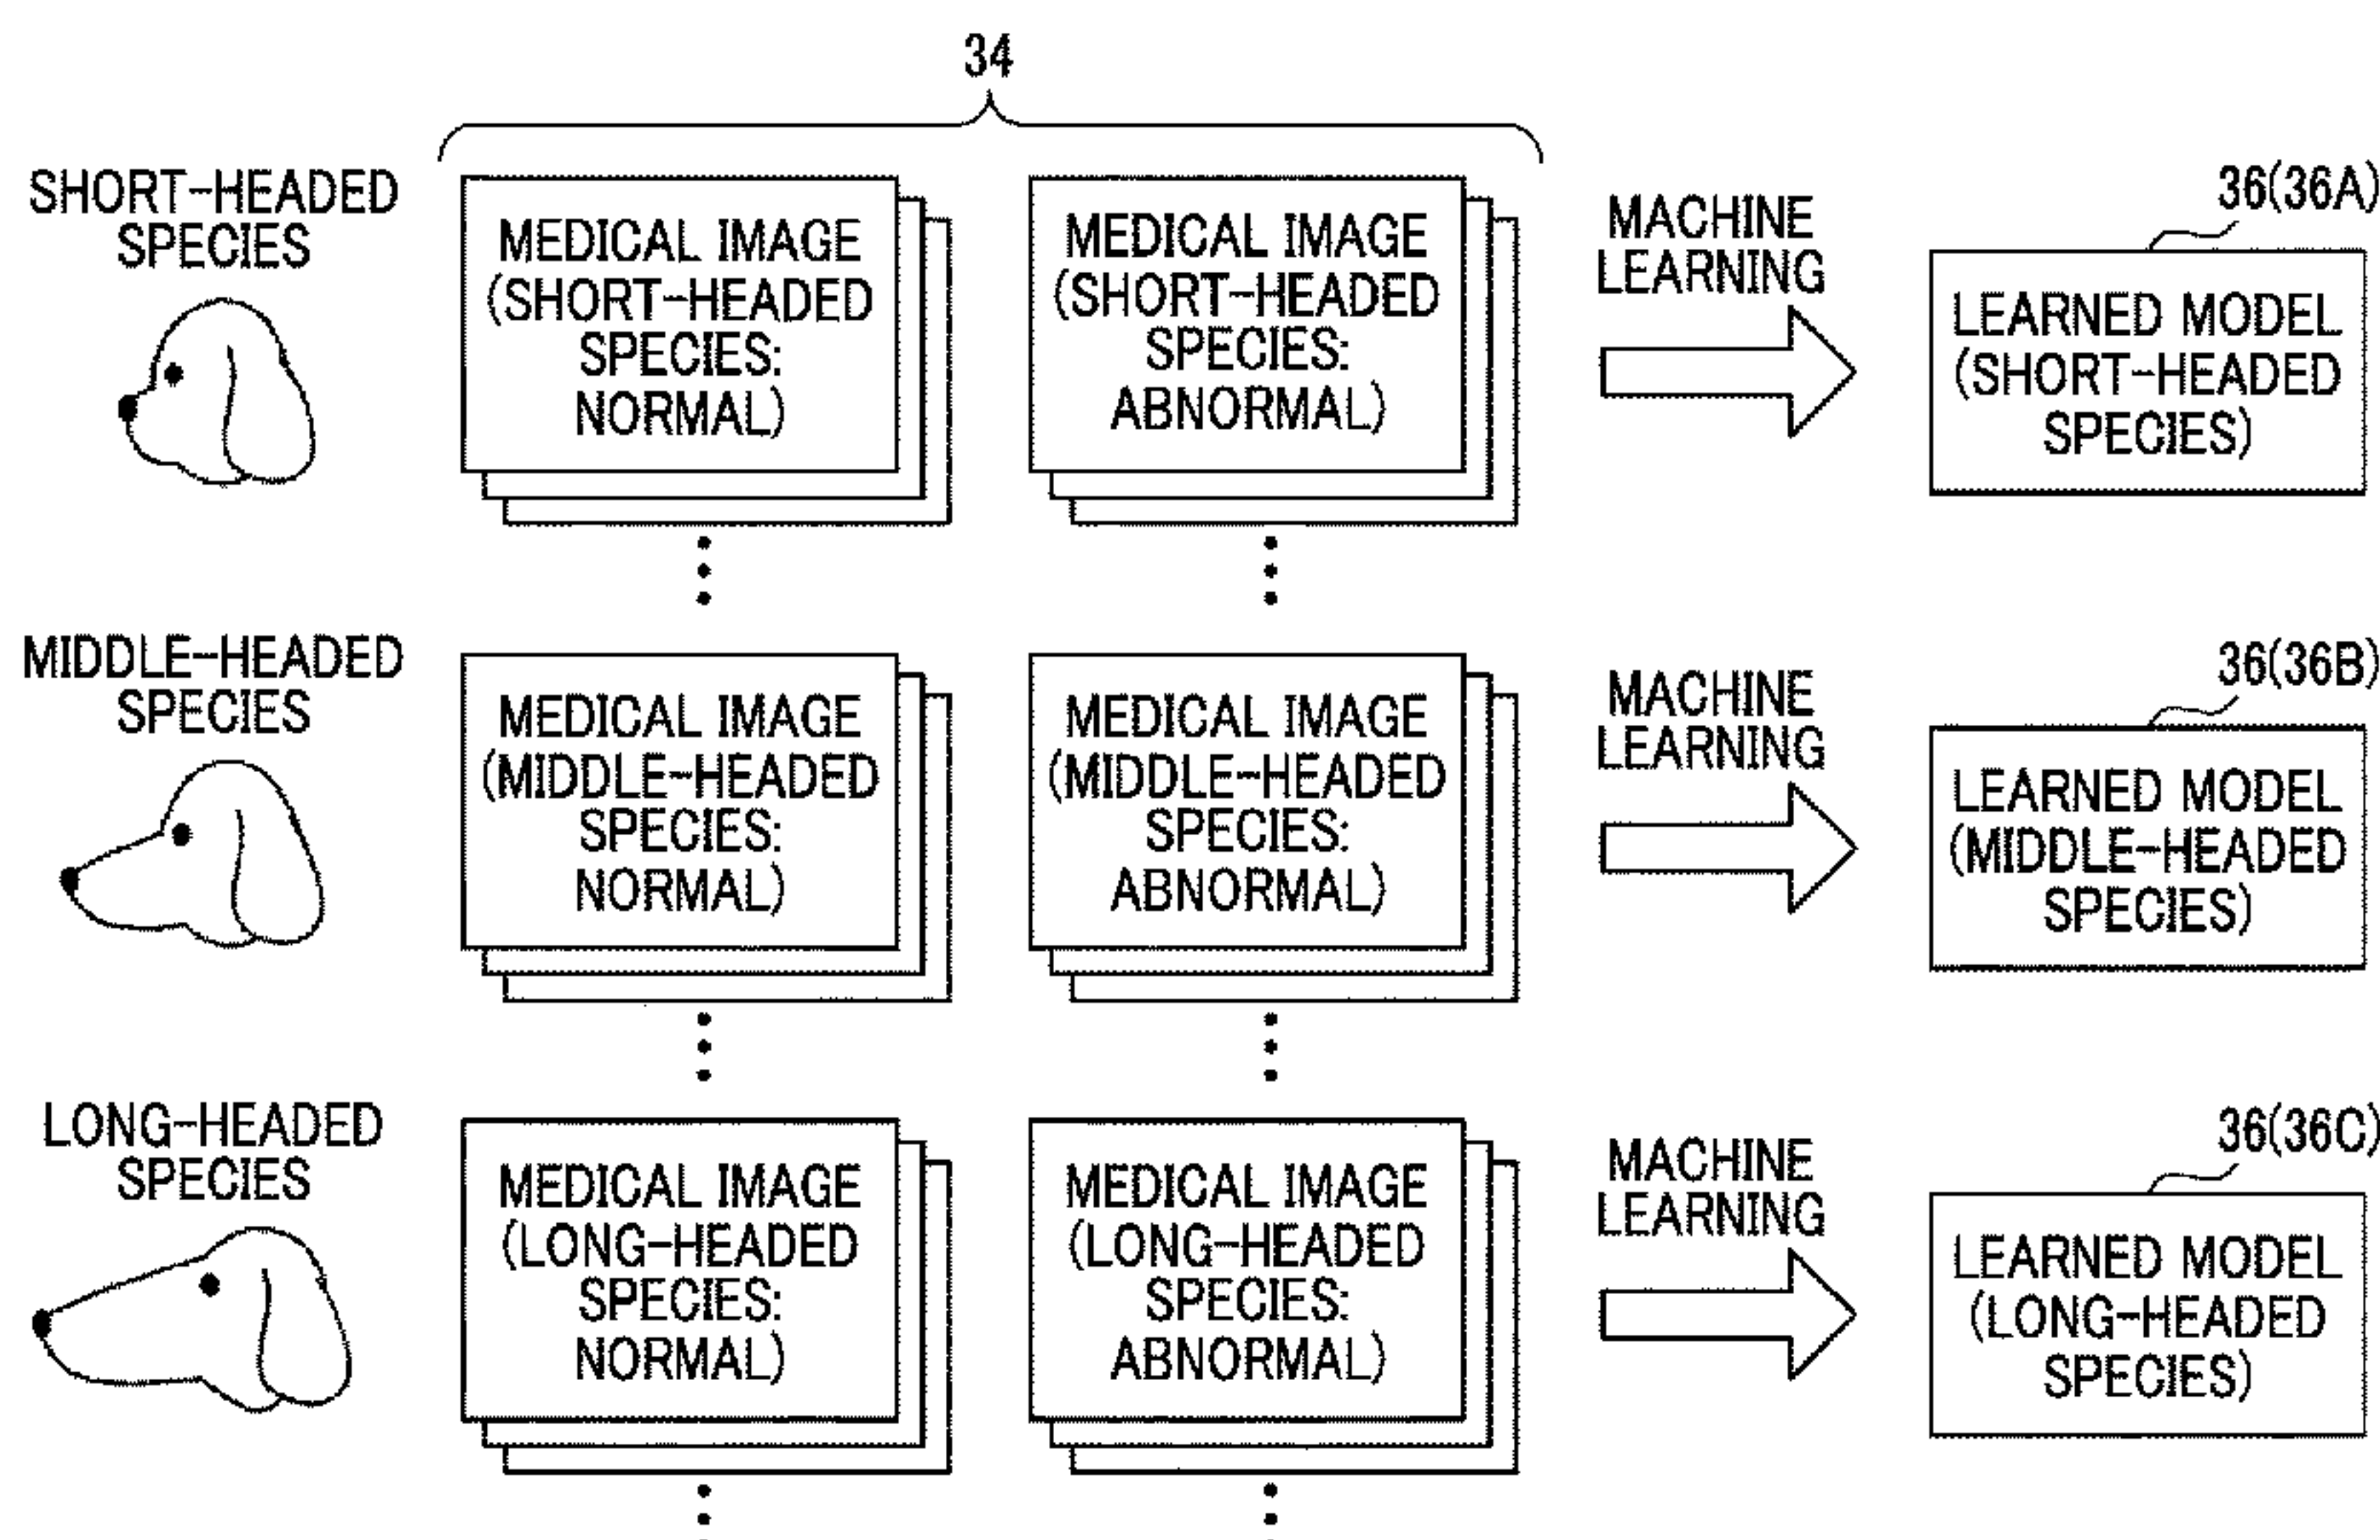 34
SHORT-HEADED
SPECIES
MEDICAL IMAGE
(SHORT-HEADED
SPECIES:
NORMAL)
MEDICAL IMAGE
(SHORT-HEADED
SPECIES:
ABNORMAL)
MACHINE
LEARNING
36(36A)
LEARNED MODEL
(SHORT-HEADED
SPECIES)
MIDDLE-HEADED
SPECIES
MEDICAL IMAGE
(MIDDLE-HEADED
SPECIES:
NORMAL)
MEDICAL IMAGE
(MIDDLE-HEADED
SPECIES:
ABNORMAL)
MACHINE
LEARNING
36(36B)
LEARNED MODEL
(MIDDLE-HEADED
SPECIES)
LONG-HEADED
SPECIES
MEDICAL IMAGE
(LONG-HEADED
SPECIES:
NORMAL)
MEDICAL IMAGE
(LONG-HEADED
SPECIES:
ABNORMAL)
MACHINE
LEARNING
36(36C)
LEARNED MODEL
(LONG-HEADED
SPECIES)